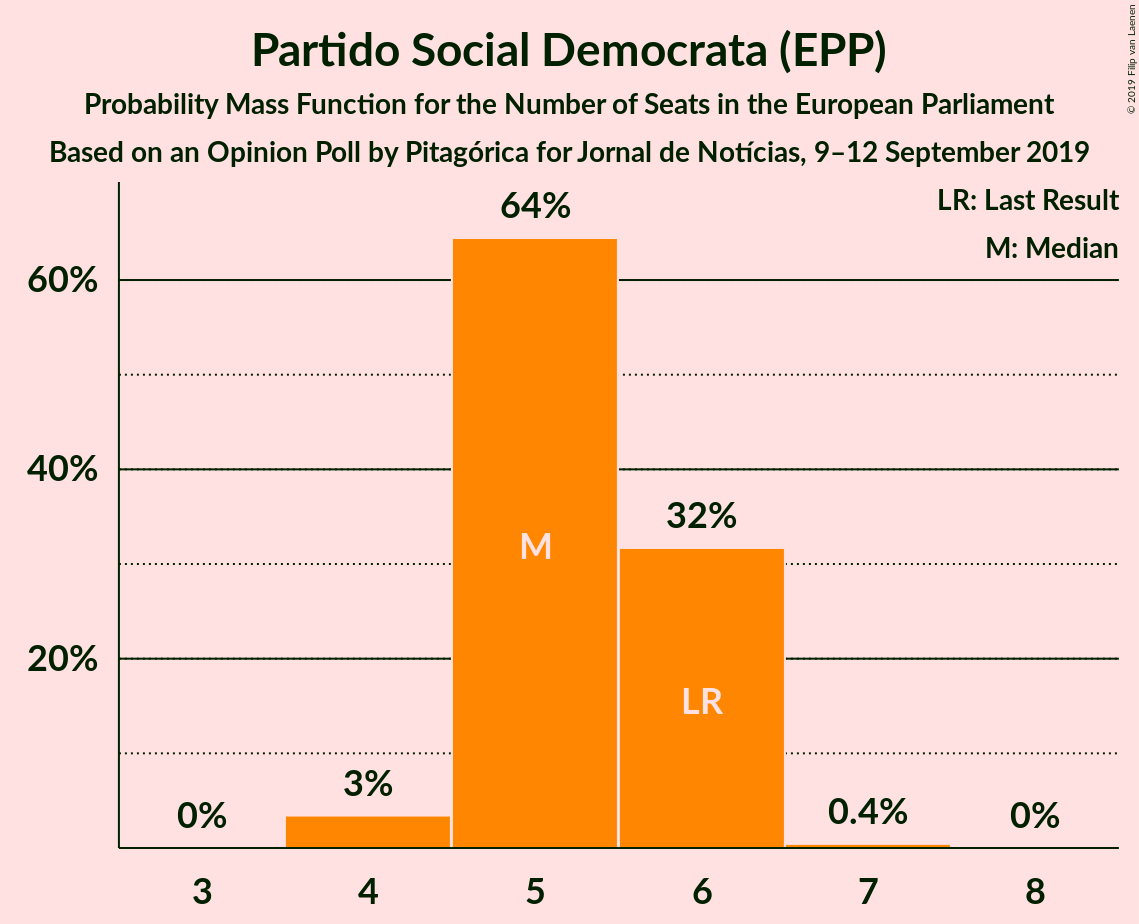 Partido Social Democrata (EPP)
Probability Mass Function for the Number of Seats in the European Parliament
Based on an Opinion Poll by Pitagórica for Jornal de Notícias, 9–12 September 2019
© 2019 Filip van Laenen
LR: Last Result
M: Median
64%
60%
40%
32%
M
20%
LR
3%
0%
0.4%
0%
3 4 5 6 7 8